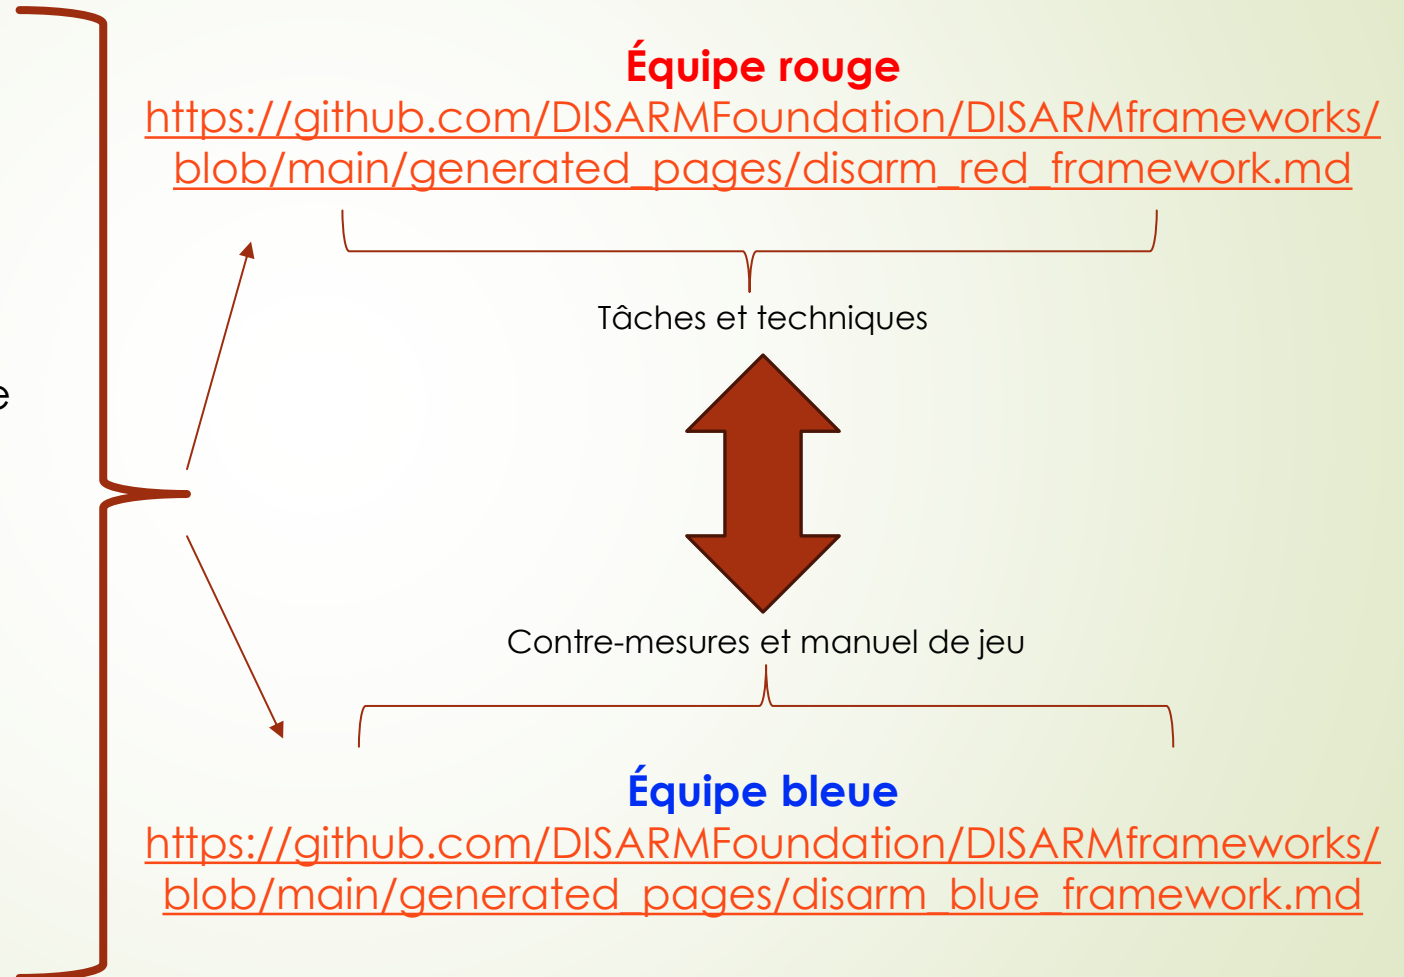 Équipe rouge
https://github.com/DISARMFoundation/DISARMframeworks/
blob/main/generated_pages/disarm_red_framework.md
Tâches et techniques
e
Contre-mesures et manuel de jeu
Équipe bleue
https://github.com/DISARMFoundation/DISARMframeworks/
blob/main/generated_pages/disarm_blue_framework.md